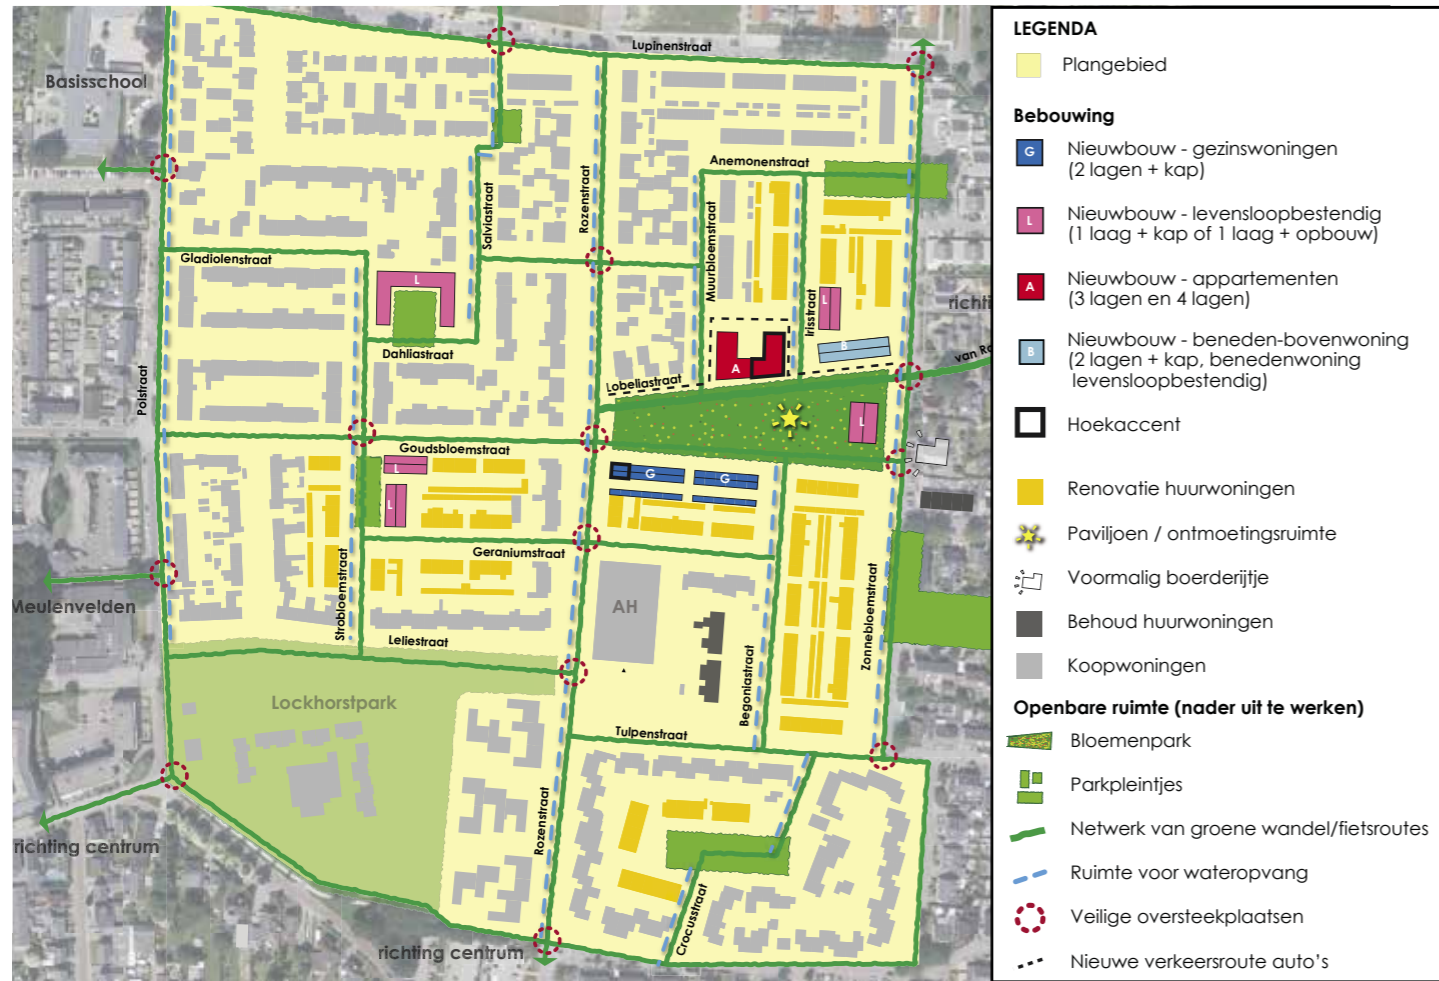 Lupinenstraat
Basisschool
Anemonenstraat
Salviastraat
Rozenstraat
Muurbloemstraat
Irisstraat
Gladiolenstraat
L
L
richti
B
Dahliastraat
A
van Ra
Lobeliastraat
Polstraat
L
Goudsbloemstraat
L
G
G
L
Geraniumstraat
Strobloemstraat
Zonnebloemstraat
AH
Meulenvelden
Leliestraat
Begoniastraat
Lockhorstpark
Tulpenstraat
Rozenstraat
richting centrum
Crocusstraat
richting centrum
LEGENDA
Plangebied
Bebouwing
G
Nieuwbouw - gezinswoningen
(2 lagen + kap)
L
Nieuwbouw - levensloopbestendig
(1 laag + kap of 1 laag + opbouw)
A
Nieuwbouw - appartementen
(3 lagen en 4 lagen)
B
Nieuwbouw - beneden-bovenwoning
(2 lagen + kap, benedenwoning
levensloopbestendig)
Hoekaccent
Renovatie huurwoningen
Paviljoen / ontmoetingsruimte
Voormalig boerderijtje
Behoud huurwoningen
Koopwoningen
Openbare ruimte (nader uit te werken)
Bloemenpark
Parkpleintjes
Netwerk van groene wandel/fietsroutes
Ruimte voor wateropvang
Veilige oversteekplaatsen
Nieuwe verkeersroute auto's